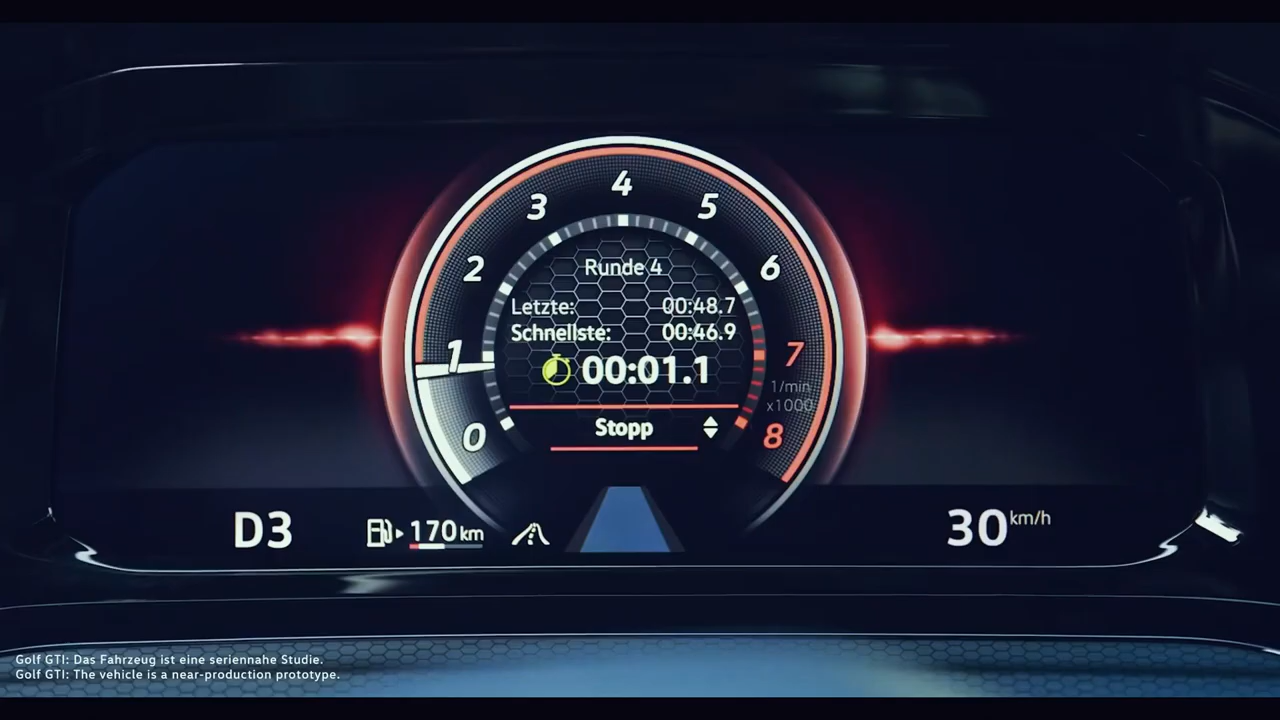 4
3 5
2 6
Runde 4
Letzte: 00:48.7
Schnellste: 00:46.9
1 7
00:01.1
1/min
x1000
0 8
Stopp
D3 170 km 30 km/h
Golf GTI: Das Fahrzeug ist eine seriennahe Studie.
Golf GTI: The vehicle is a near-production prototype.